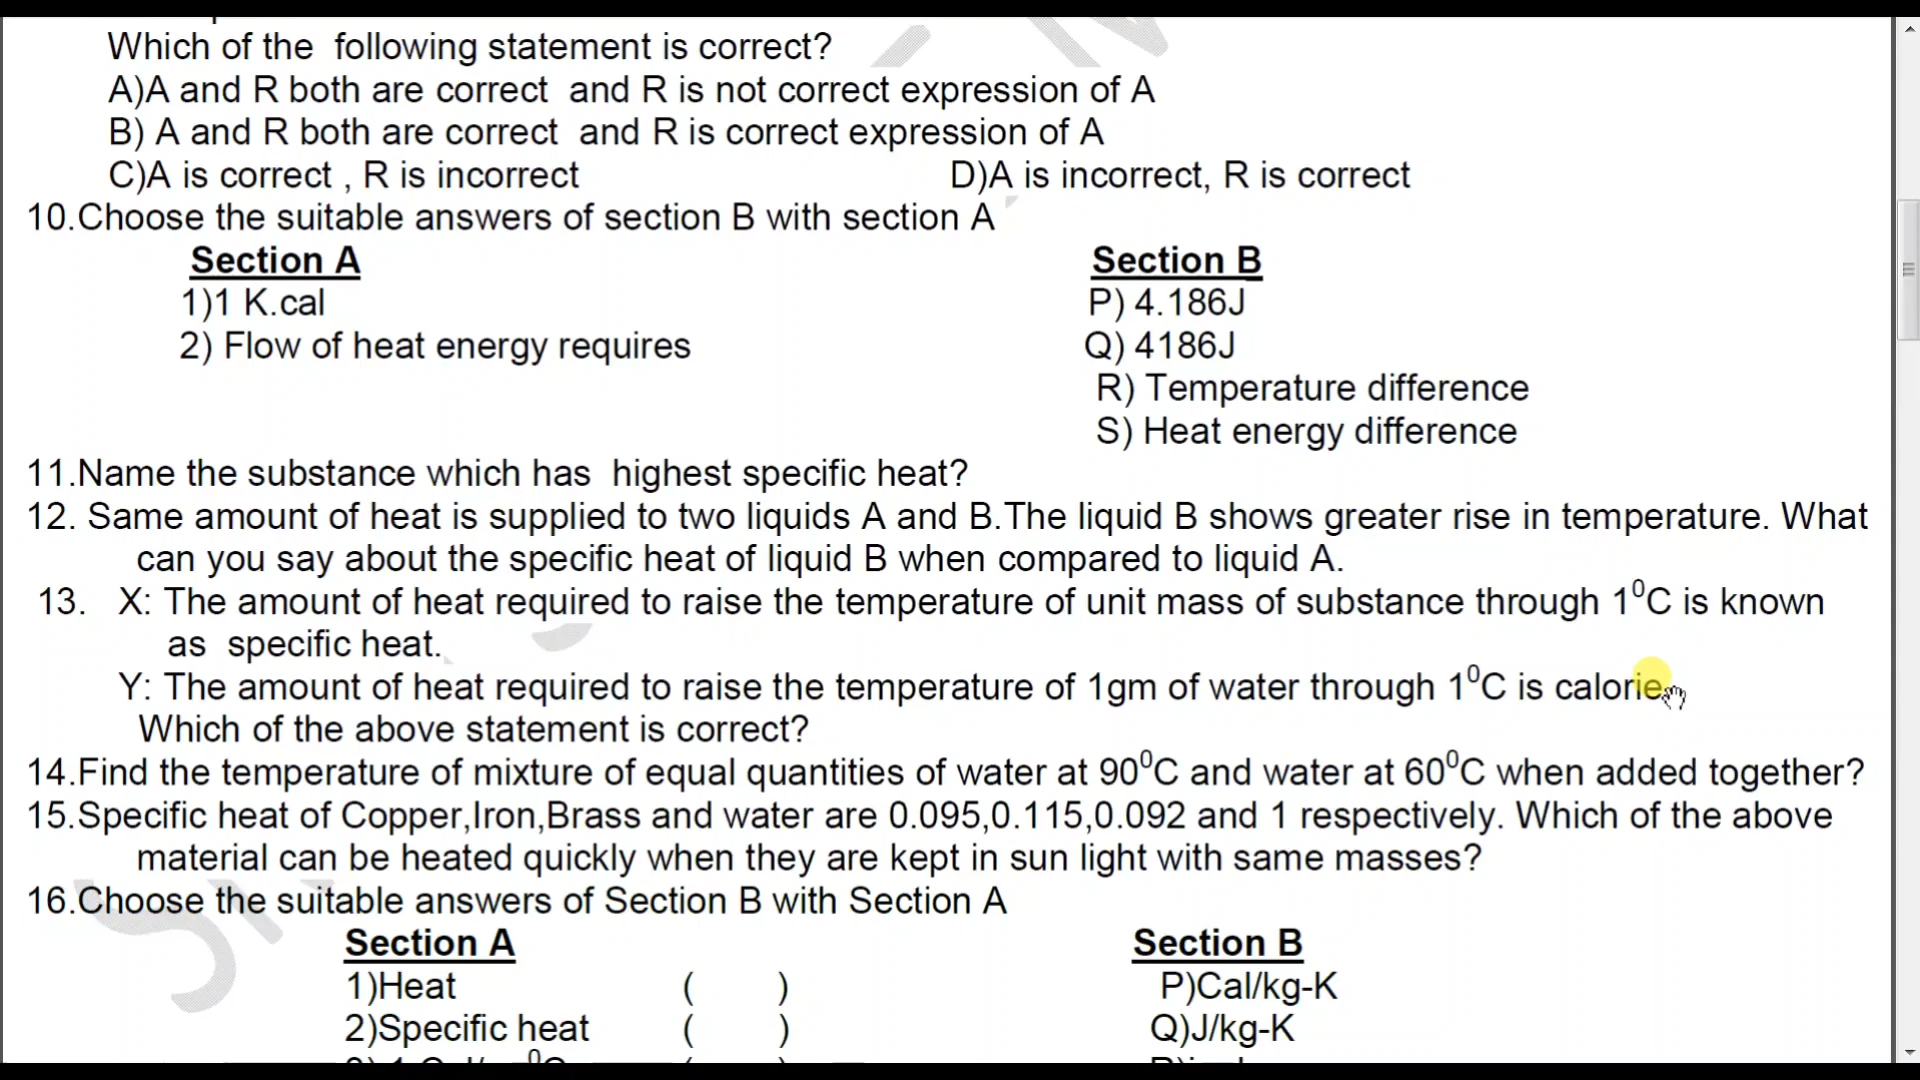 Which of the following statement is correct?
A)A and R both are correct and R is not correct expression of A
B) A and R both are correct and R is correct expression of A
C)A is correct , R is incorrect D)A is incorrect, R is correct
10.Choose the suitable answers of section B with section A
Section A Section B
1)1 K.cal P) 4.186J
2) Flow of heat energy requires Q) 4186J
R) Temperature difference
S) Heat energy difference
11.Name the substance which has highest specific heat?
12. Same amount of heat is supplied to two liquids A and B.The liquid B shows greater rise in temperature. What
can you say about the specific heat of liquid B when compared to liquid A.
13. X: The amount of heat required to raise the temperature of unit mass of substance through 1⁰C is known
as specific heat.
Y: The amount of heat required to raise the temperature of 1gm of water through 1⁰C is calorie.
Which of the above statement is correct?
14.Find the temperature of mixture of equal quantities of water at 90⁰C and water at 60⁰C when added together?
15.Specific heat of Copper,Iron,Brass and water are 0.095,0.115,0.092 and 1 respectively. Which of the above
material can be heated quickly when they are kept in sun light with same masses?
16.Choose the suitable answers of Section B with Section A
Section A Section B
1)Heat ( ) P)Cal/kg-K
2)Specific heat ( ) Q)J/kg-K